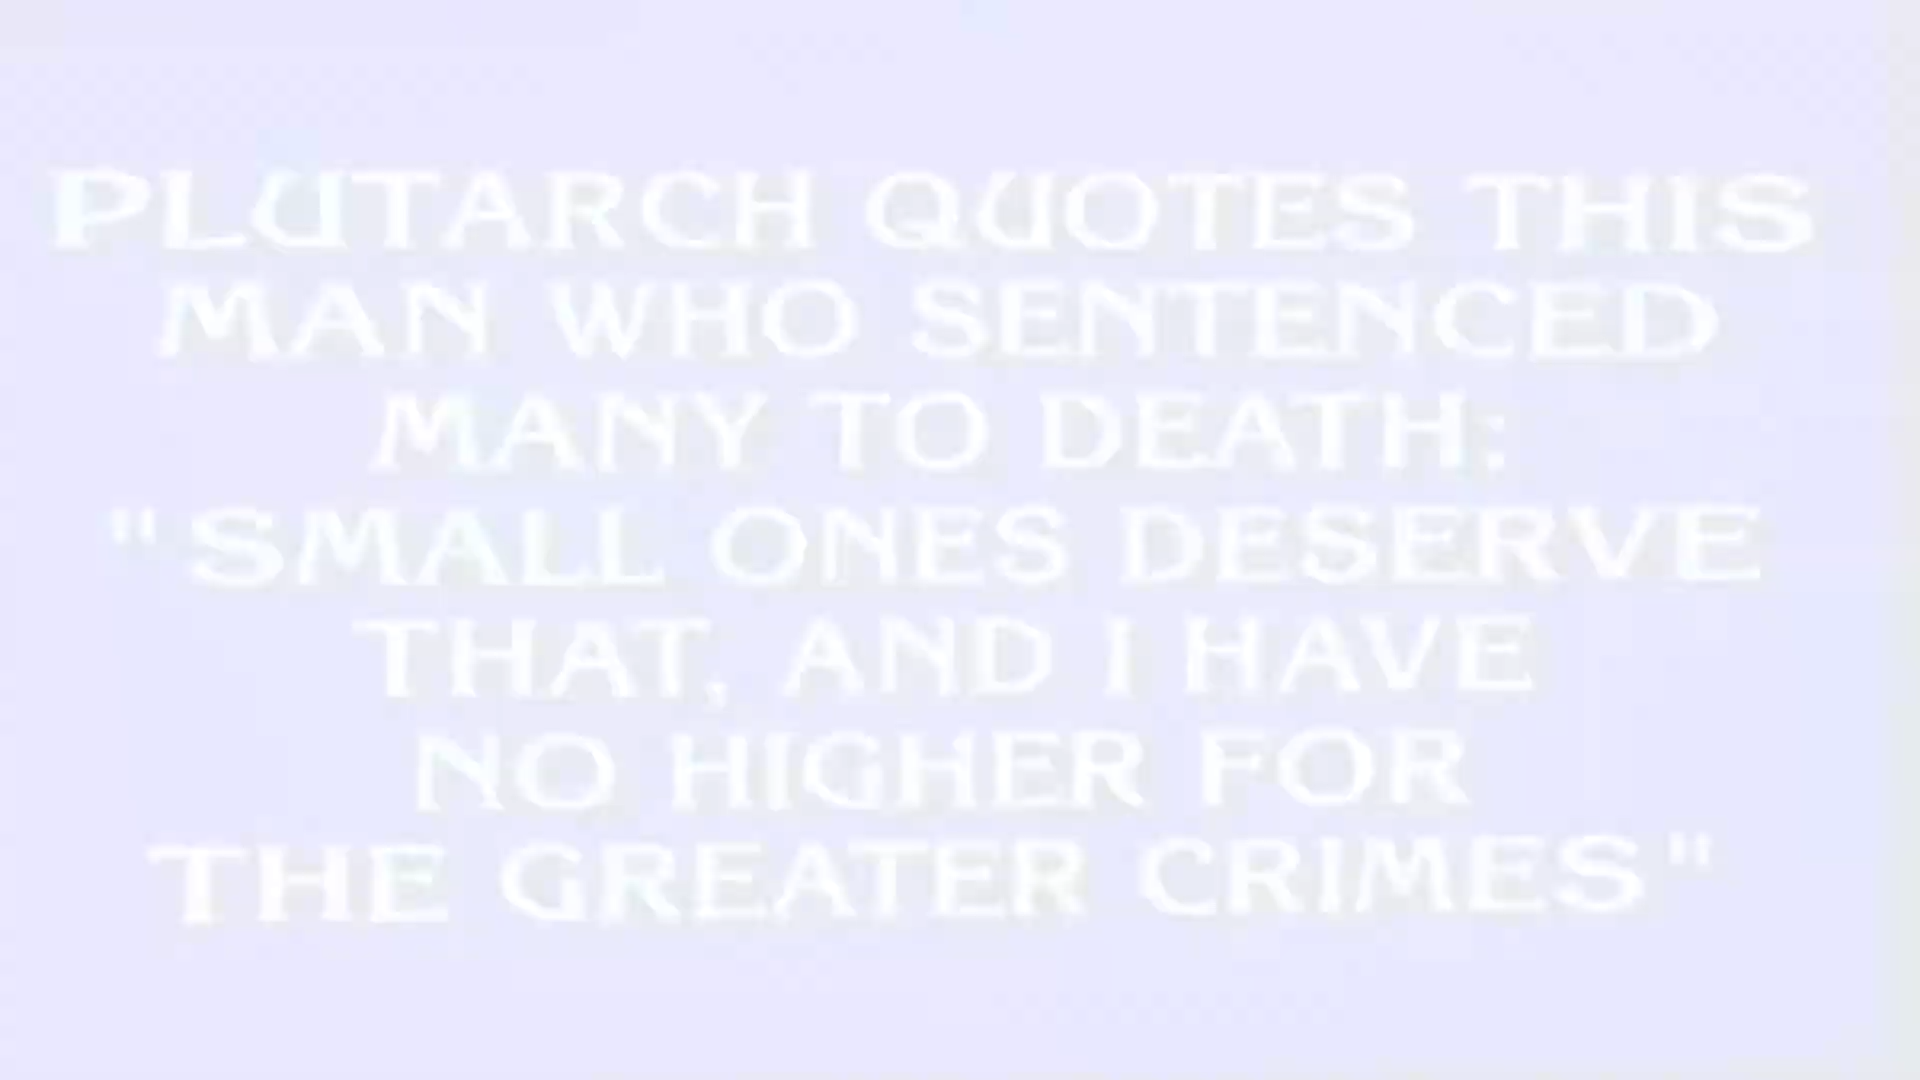 PLUTARCH QUOTES THIS
MAN WHO SENTENCED
MANY TO DEATH:
"SMALL ONES DESERVE
THAT, AND I HAVE
NO HIGHER FOR
THE GREATER CRIMES"